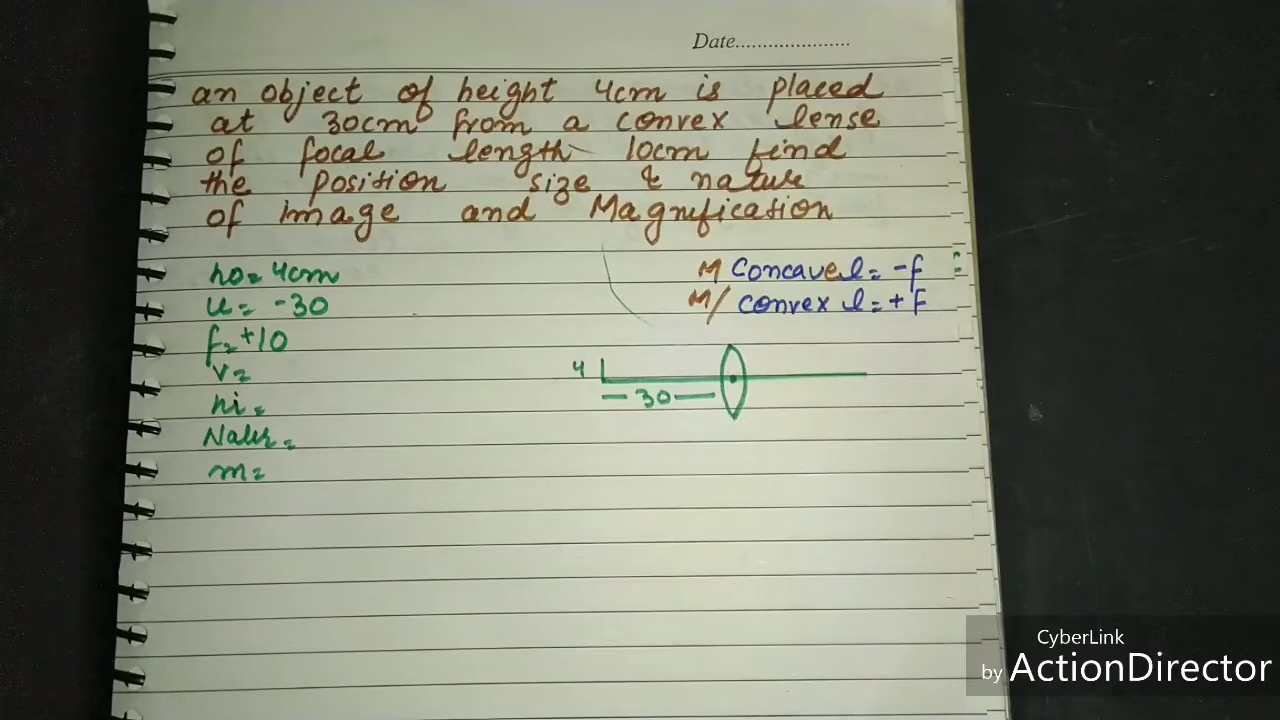 Date.....................
an object of height 4cm is placed
at 30cm from a convex lense
of focal length 10cm find
the position size & nature
of image and Magnification
ho= 4cm
u= -30
f= +10
v=
hi=
m=
M Concave l= -f
M/ convex l= + F
4
30
CyberLink
by ActionDirector